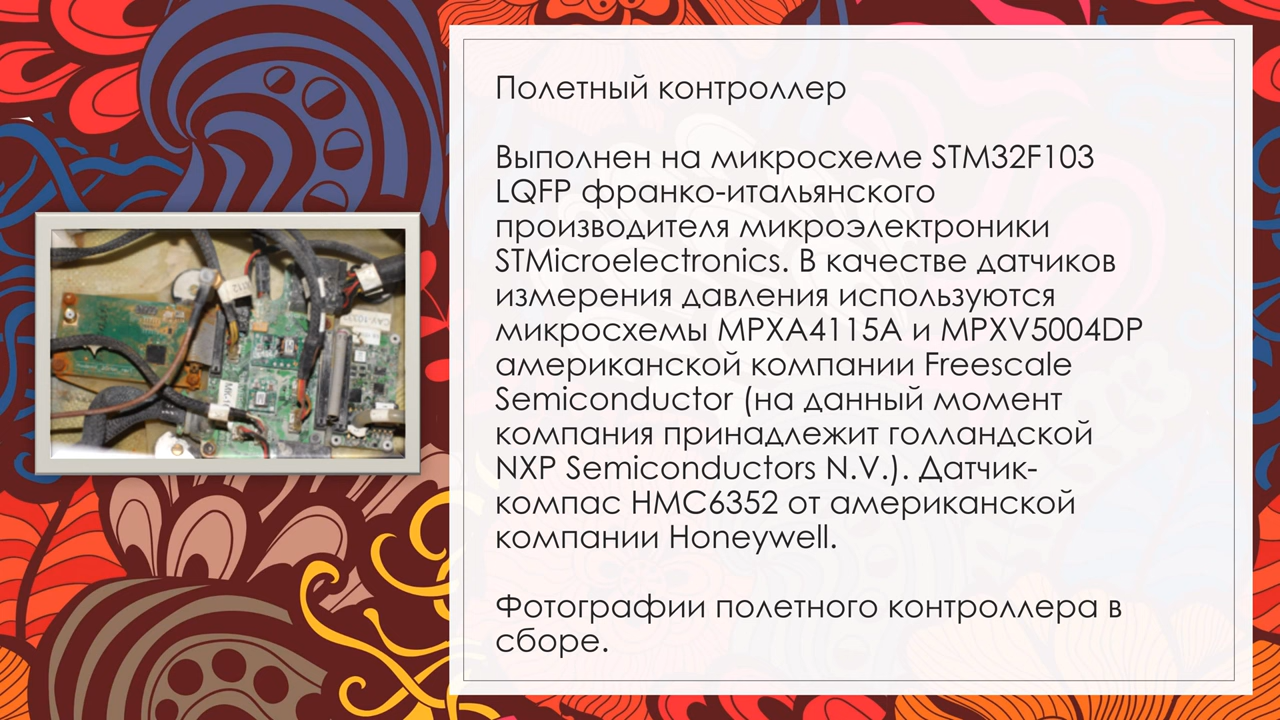 Полетный контроллер
Выполнен на микросхеме STM32F103
LQFP франко-итальянского
производителя микроэлектроники
STMicroelectronics. В качестве датчиков
измерения давления используются
микросхемы MPXA4115A и MPXV5004DP
американской компании Freescale
Semiconductor (на данный момент
компания принадлежит голландской
NXP Semiconductors N.V.). Датчик-
компас HMC6352 от американской
компании Honeywell.
Фотографии полетного контроллера в
сборе.